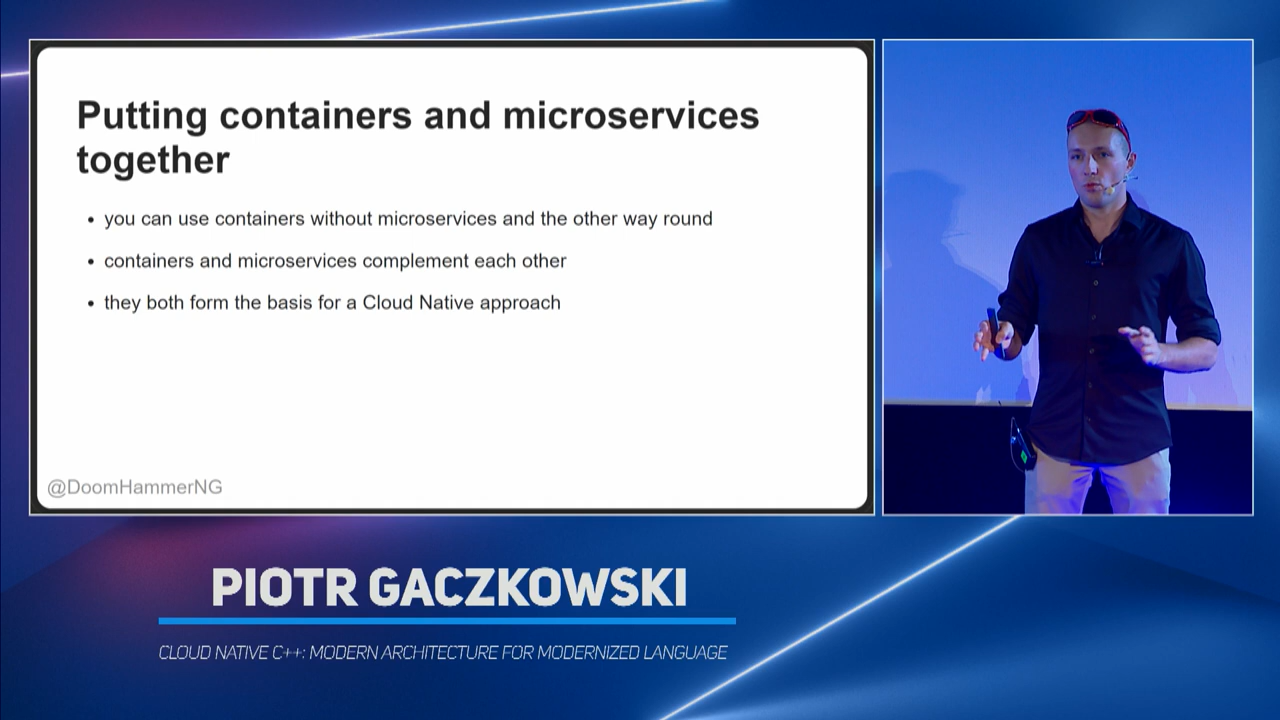 Putting containers and microservices
together
• you can use containers without microservices and the other way round
• containers and microservices complement each other
• they both form the basis for a Cloud Native approach
@DoomHammerNG
PIOTR GACZKOWSKI
CLOUD NATIVE C++: MODERN ARCHITECTURE FOR MODERNIZED LANGUAGE